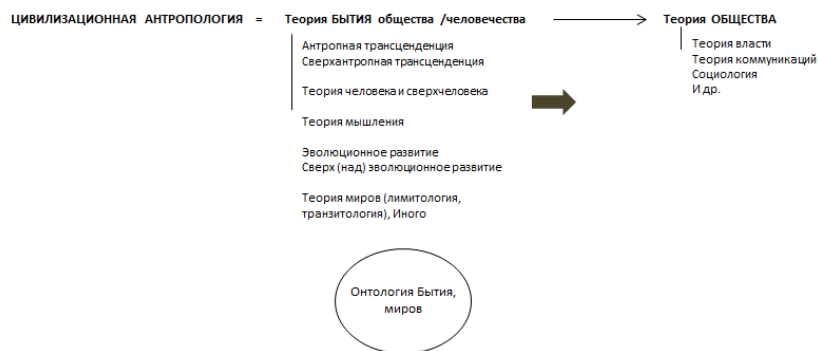 ЦИВИЛИЗАЦИОННАЯ АНТРОПОЛОГИЯ = Теория БЫТИЯ общества /человечества
Антропная трансценденция
Сверхантропная трансценденция
Теория человека и сверхчеловека
Теория мышления
Эволюционное развитие
Сверх (над) эволюционное развитие
Теория миров (лимитология,
транзитология), Иного
Теория ОБЩЕСТВА
Теория власти
Теория коммуникаций
Социология
И др.
Онтология Бытия,
миров